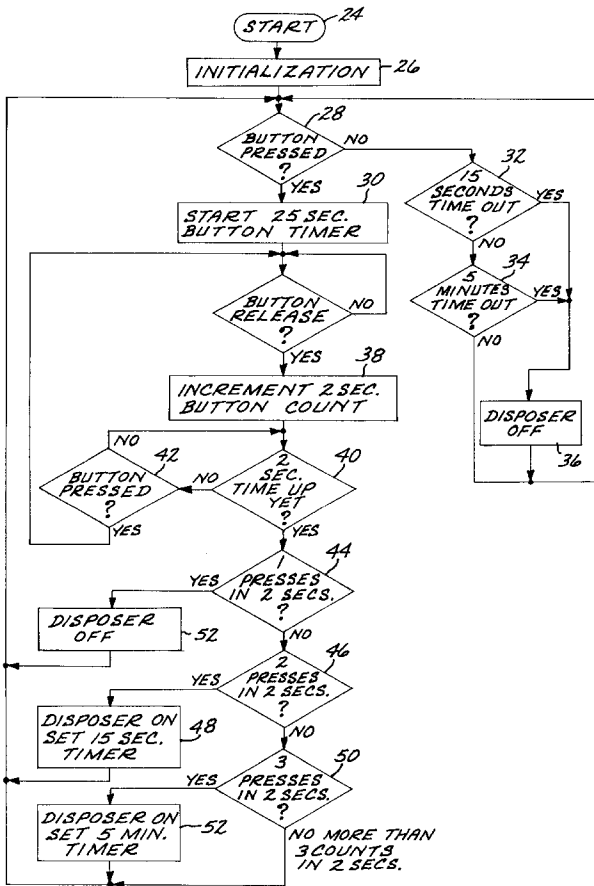 START
24
INITIALIZATION
26
28
BUTTON
PRESSED
?
NO
YES
32
15
SECONDS
TIME OUT
?
YES
NO
30
START 25 SEC.
BUTTON TIMER
34
5
MINUTES
TIME OUT
?
YES
NO
BUTTON
RELEASE
?
NO
YES
38
INCREMENT 2 SEC.
BUTTON COUNT
DISPOSER
OFF
36
NO
42
BUTTON
PRESSED
?
YES
NO
40
2
SEC.
TIME UP
YET
?
YES
44
1
PRESSES
IN 2 SECS.
?
YES
NO
DISPOSER
OFF
52
46
2
PRESSES
IN 2 SECS.
?
YES
NO
DISPOSER ON
SET 15 SEC.
TIMER
48
50
3
PRESSES
IN 2 SECS.
?
YES
DISPOSER ON
SET 5 MIN.
TIMER
52
NO MORE THAN
3 COUNTS
IN 2 SECS.